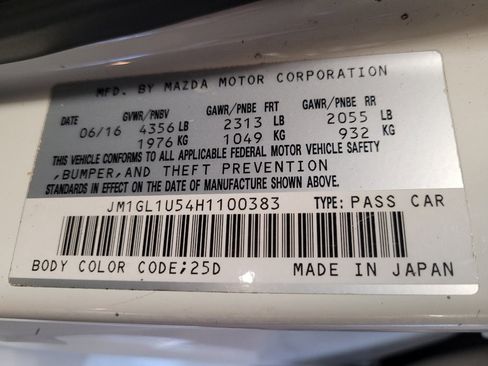 MFD. BY MAZDA MOTOR CORPORATION
DATE GVWR/PNBV GAWR/PNBE FRT GAWR/PNBE RR
06/16 4356 LB 2313 LB 2055 LB
1976 KG 1049 KG 932 KG
THIS VEHICLE CONFORMS TO ALL APPLICABLE FEDERAL MOTOR VEHICLE SAFETY
,BUMPER,AND THEFT PREVENTION
STANDARDS IN EFFECT ON THE DATE OF MANUFACTURE SHOWN ABOVE.
JM1GL1U54H1100383 TYPE: PASS CAR
BODY COLOR CODE;25D MADE IN JAPAN